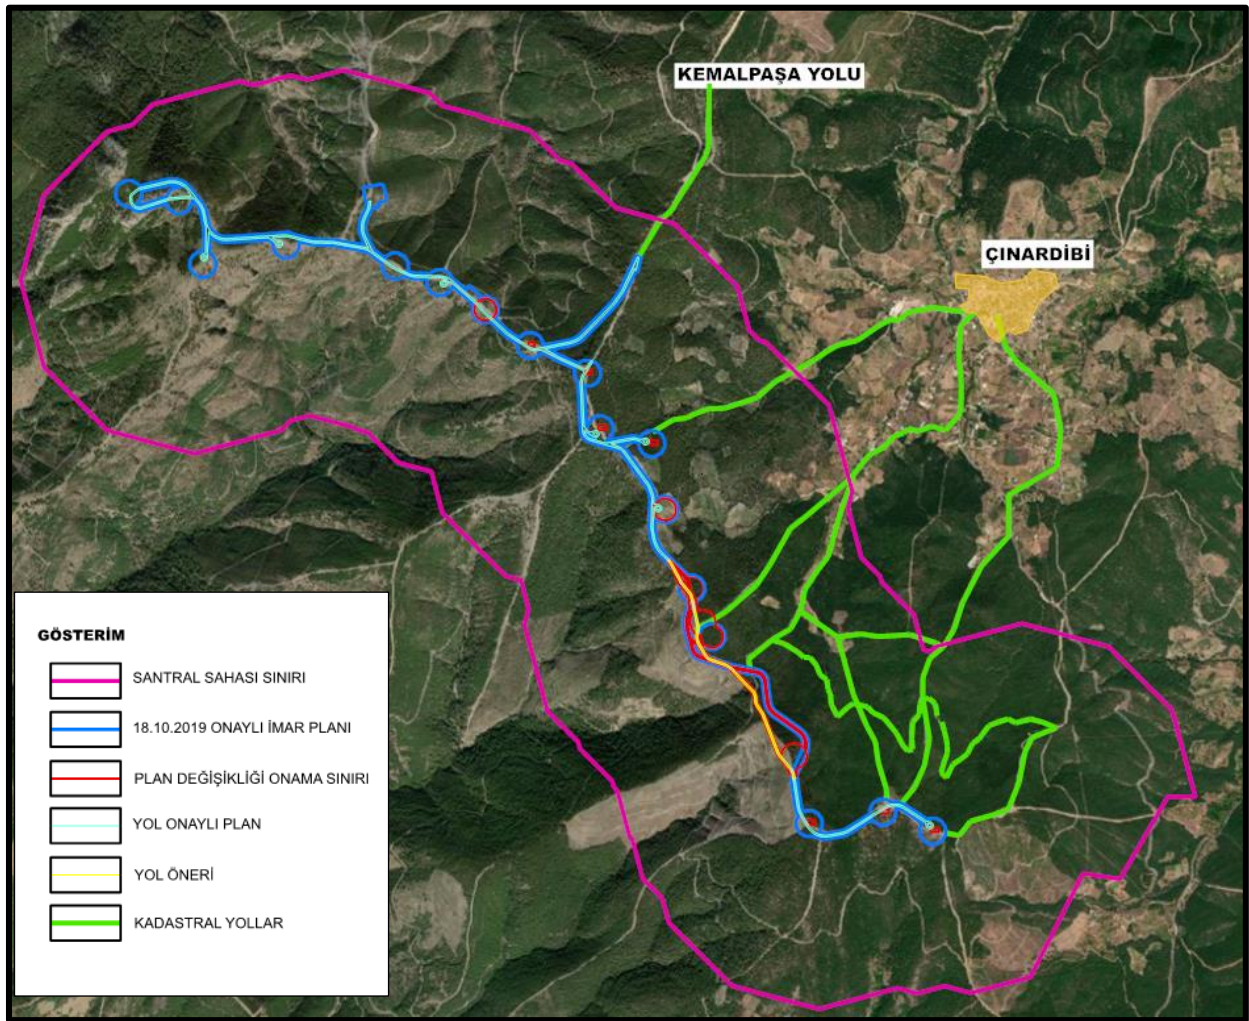 KEMALPAŞA YOLU
ÇINARDİBİ
GÖSTERİM
SANTRAL SAHASI SINIRI
18.10.2019 ONAYLI İMAR PLANI
PLAN DEĞİŞİKLİĞİ ONAMA SINIRI
YOL ONAYLI PLAN
YOL ÖNERİ
KADASTRAL YOLLAR